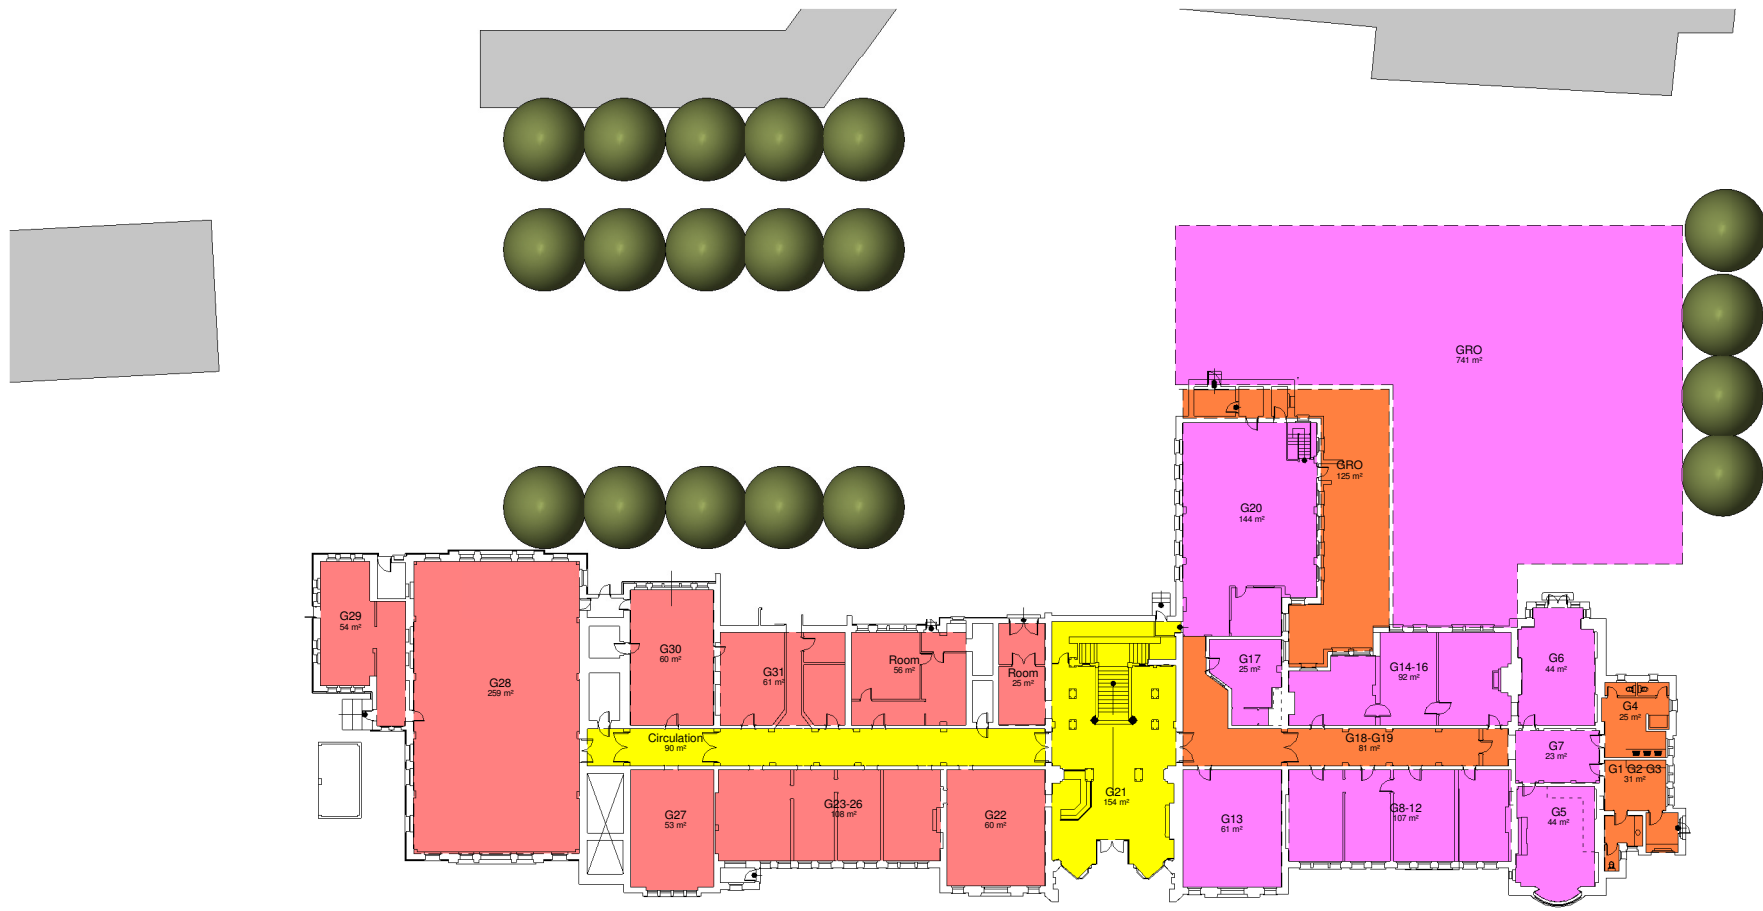 GRO
741 m²
GRO
125 m²
G20
144 m²
G29
54 m²
G28
259 m²
G30
60 m²
G31
61 m²
Room
56 m²
Room
25 m²
G17
25 m²
G14-16
92 m²
G6
44 m²
G4
25 m²
Circulation
90 m²
G18-G19
81 m²
G7
23 m²
G1 G2 G3
31 m²
G21
154 m²
G27
53 m²
G23-26
108 m²
G22
60 m²
G13
61 m²
G8-12
107 m²
G5
44 m²